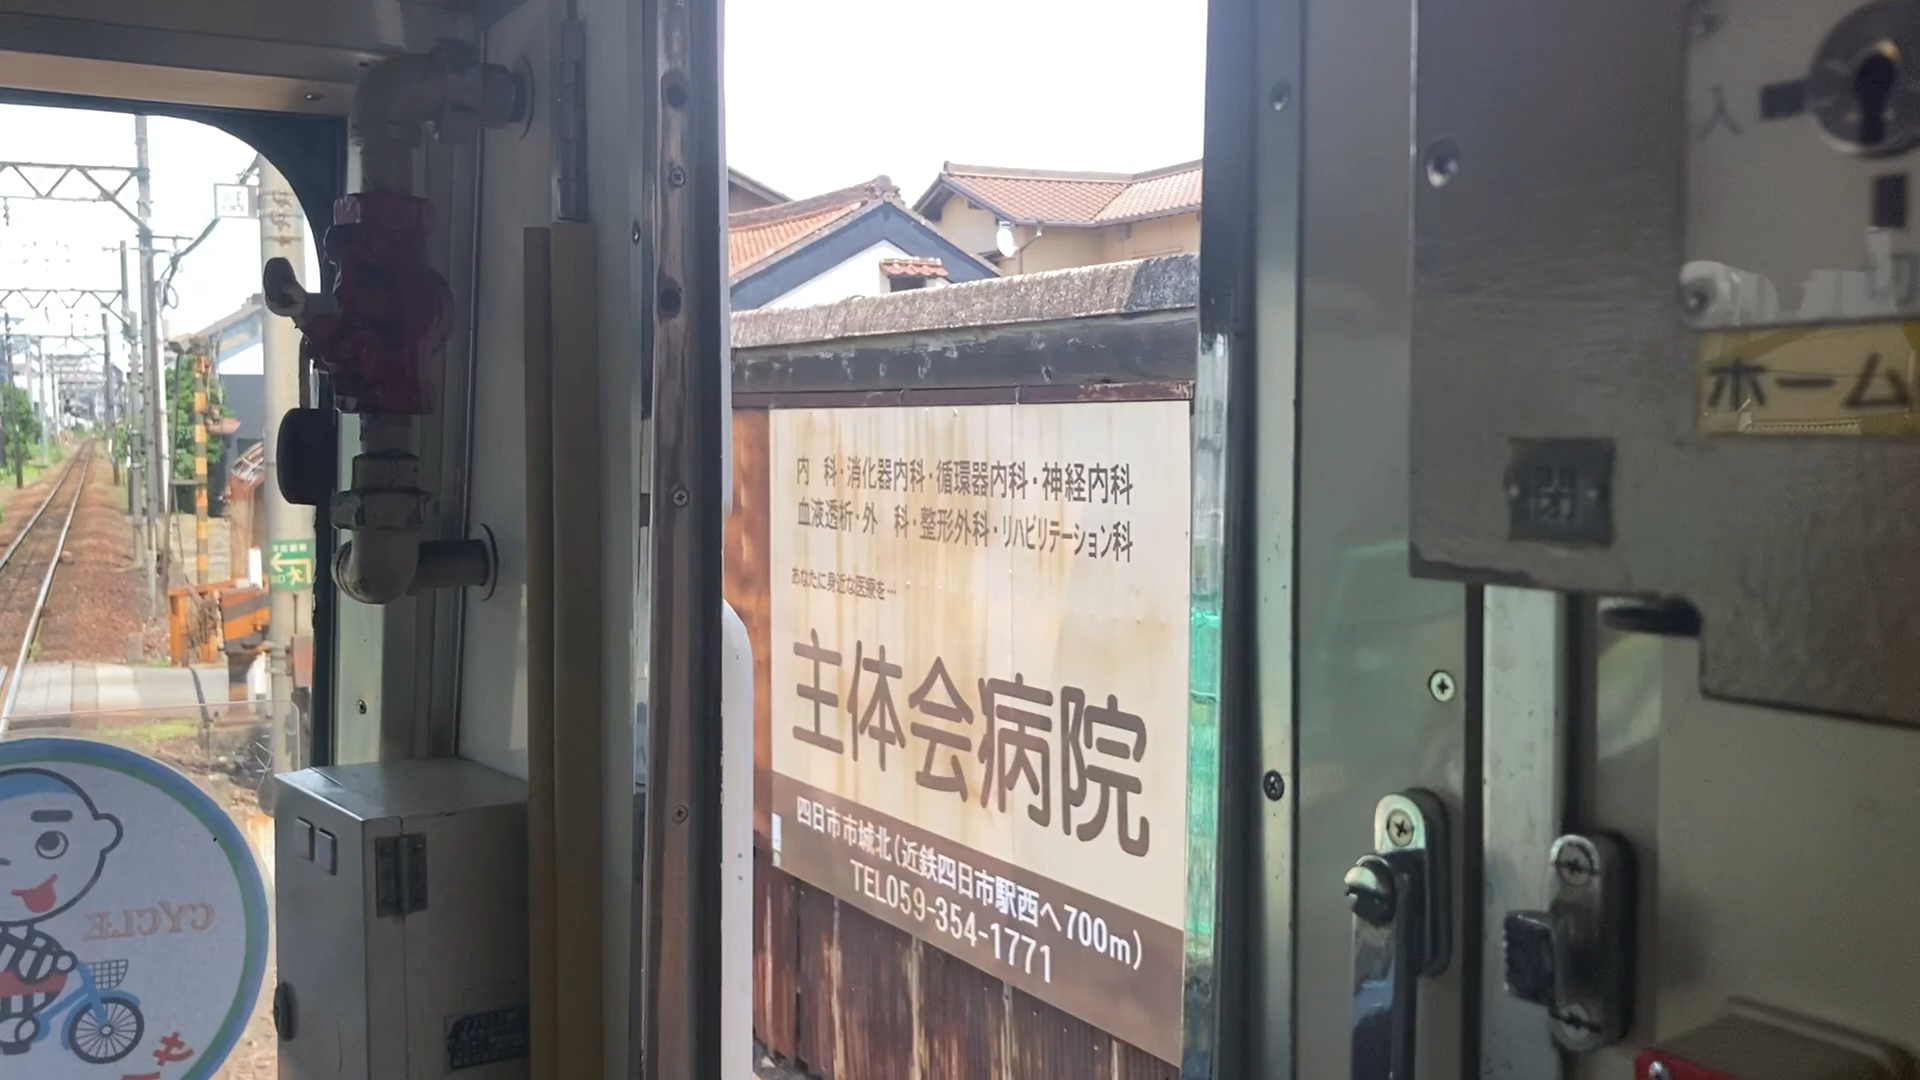 内 科・消化器内科・循環器内科・神経内科
血液透析・外 科・整形外科・リハビリテーション科
あなたに身近な医療を…
主体会病院
四日市市城北(近鉄四日市駅西へ700m)
TEL059-354-1771
入
切
ホーム
閉
CYCLE